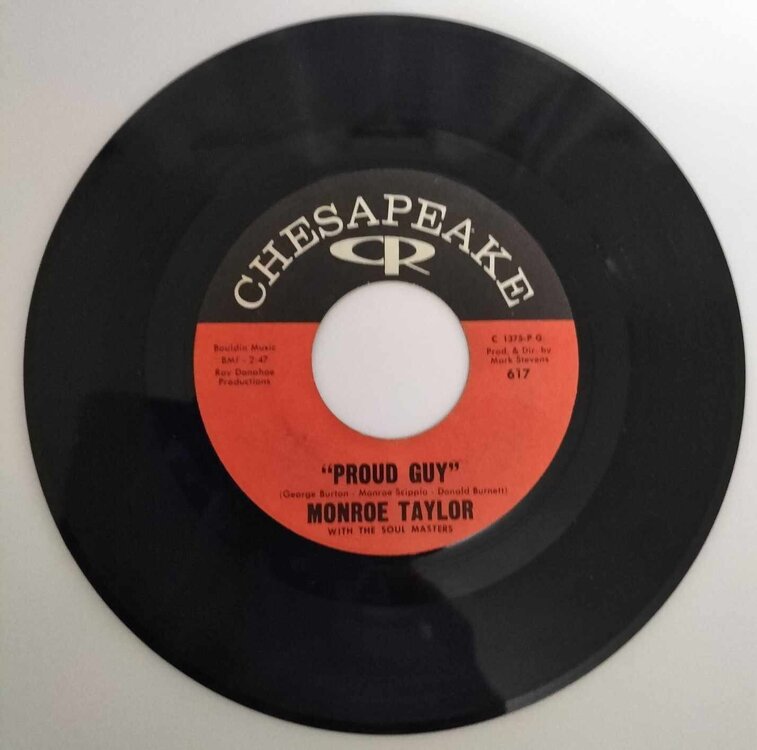 CHESAPEAKE
CR
Bouldin Music
BMI - 2:47
Ray Donahoe
Productions
C 1375-P G
Prod. & Dir. by
Mark Stevens
617
"PROUD GUY"
(George Burton - Monroe Scippio - Donald Burnett)
MONROE TAYLOR
WITH THE SOUL MASTERS